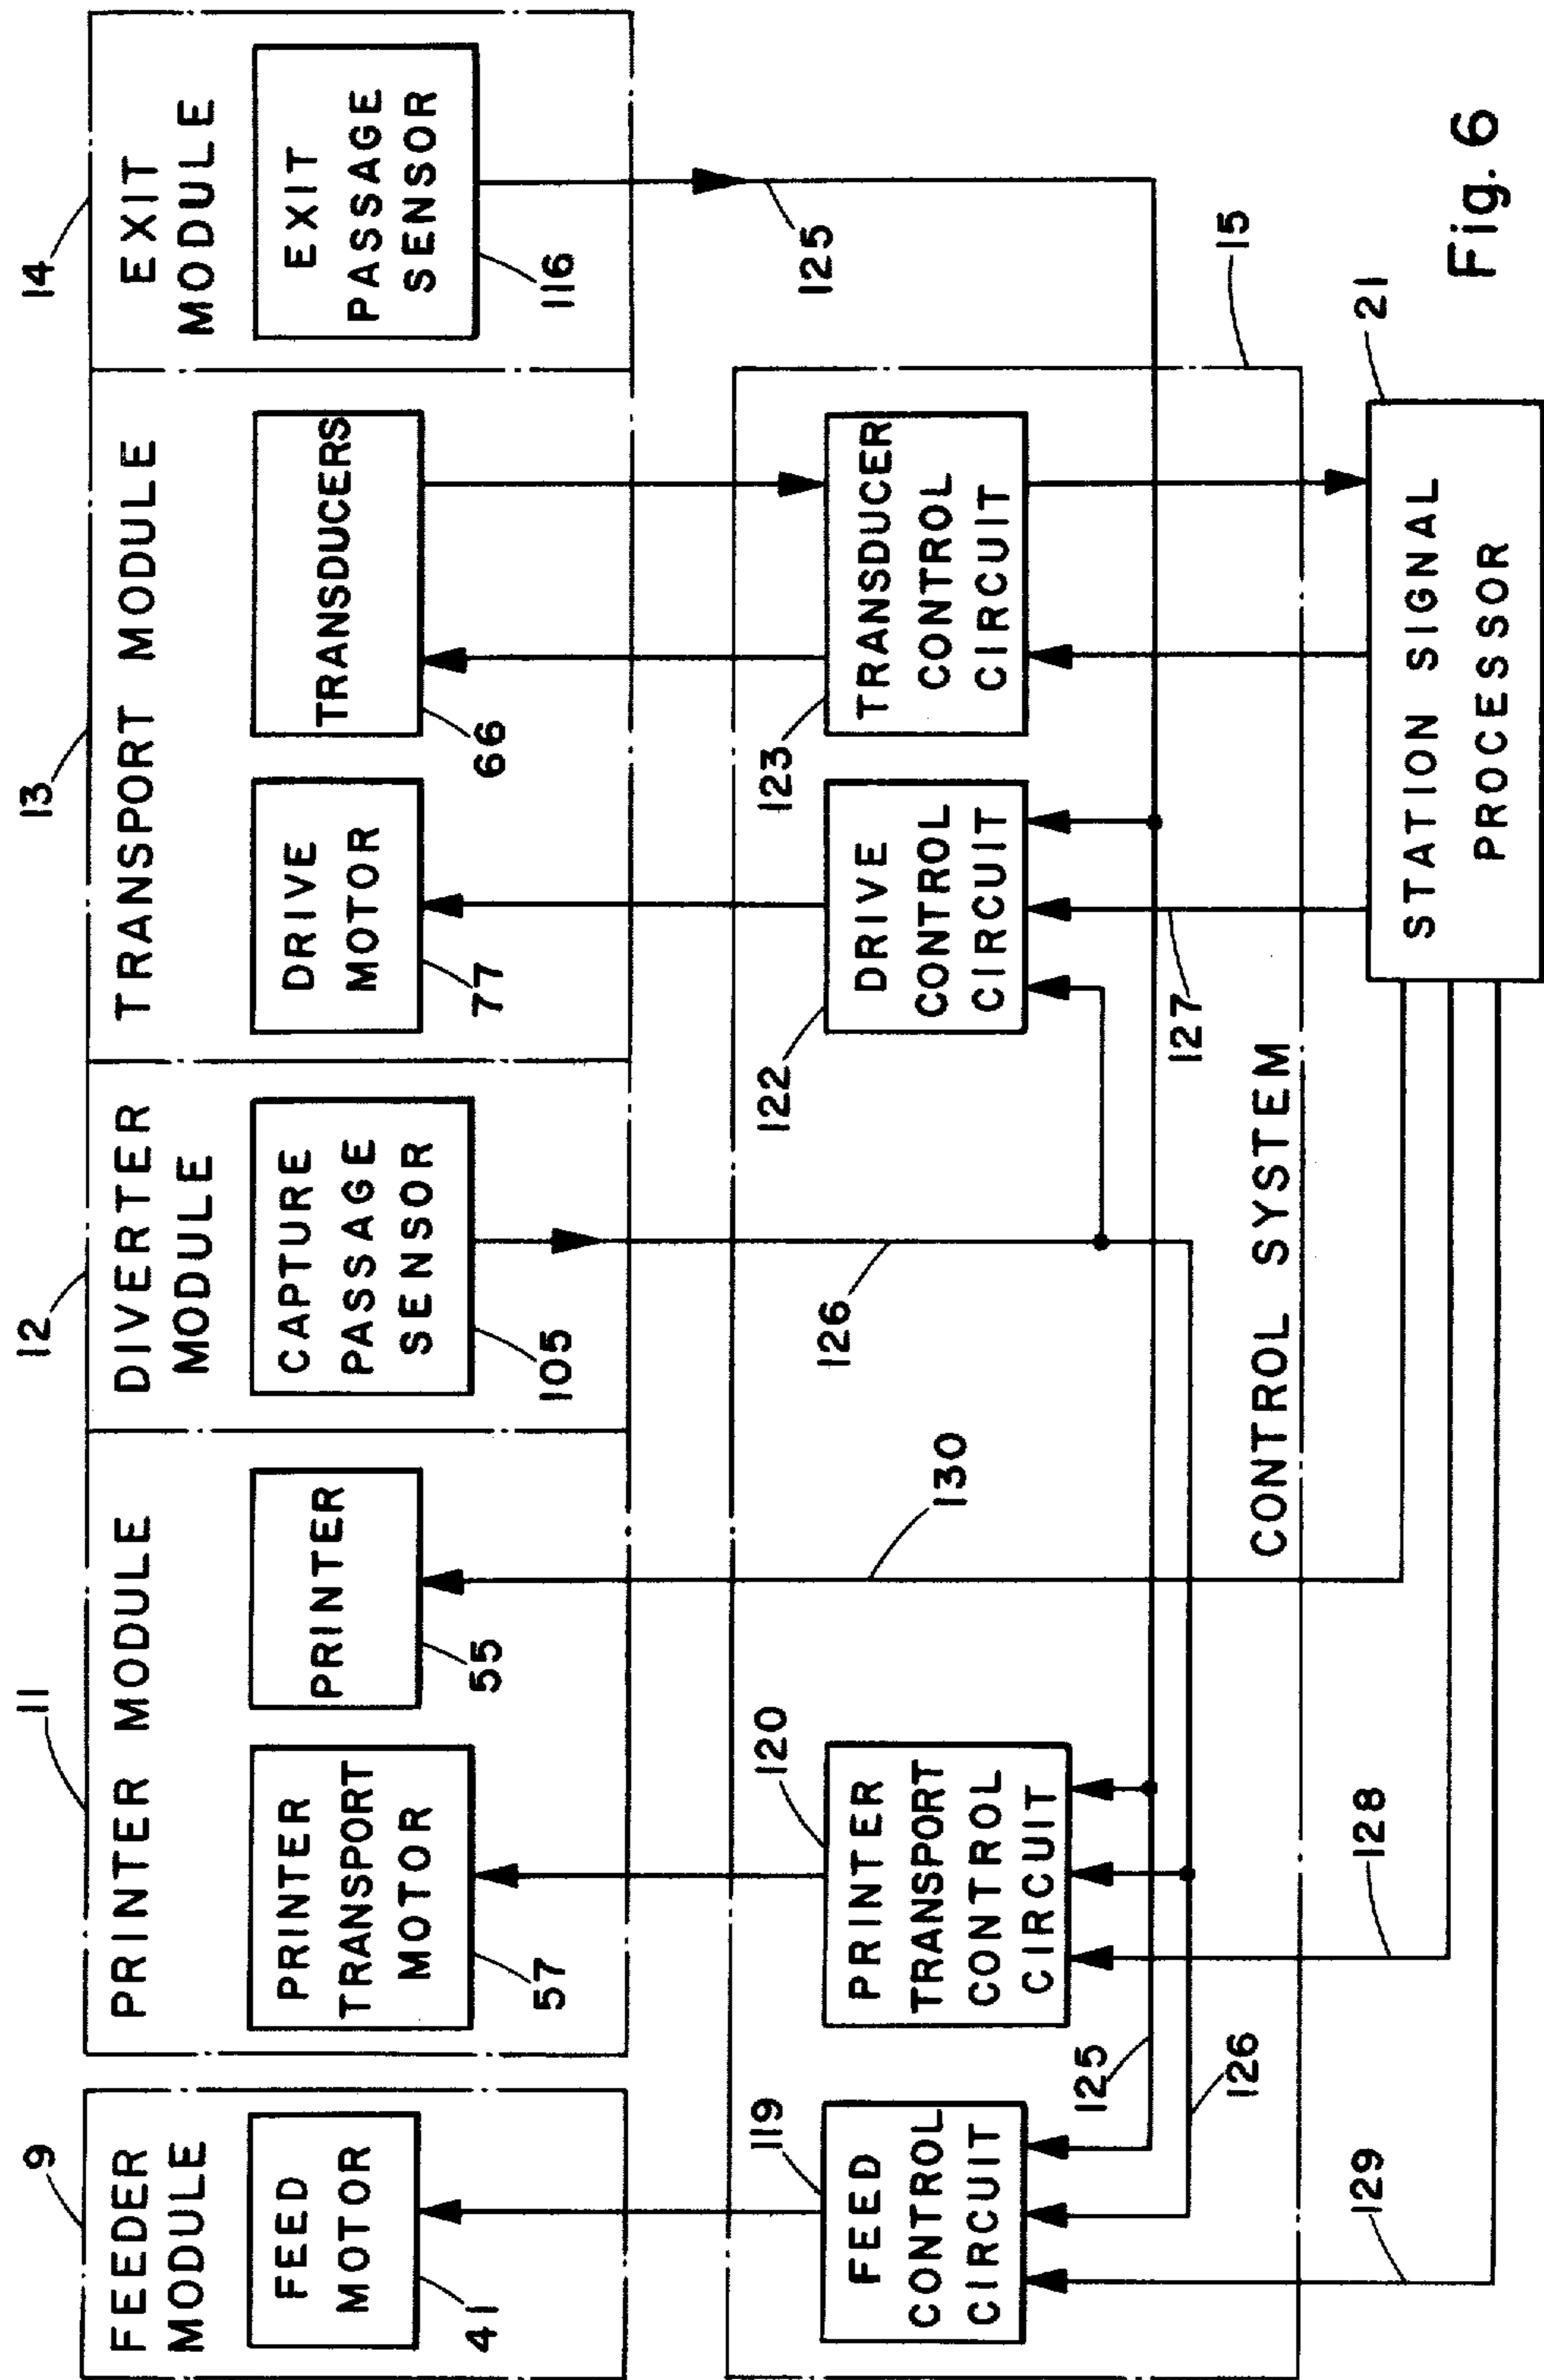 9
11
12
13
14
FEEDER
MODULE
PRINTER MODULE
DIVERTER
MODULE
TRANSPORT MODULE
EXIT
MODULE
FEED
MOTOR
PRINTER
TRANSPORT
MOTOR
PRINTER
CAPTURE
PASSAGE
SENSOR
DRIVE
MOTOR
TRANSDUCERS
EXIT
PASSAGE
SENSOR
41
57
55
105
77
66
116
119
120
130
126
122
123
125
FEED
CONTROL
CIRCUIT
PRINTER
TRANSPORT
CONTROL
CIRCUIT
DRIVE
CONTROL
CIRCUIT
TRANSDUCER
CONTROL
CIRCUIT
125
126
127
15
CONTROL SYSTEM
129
128
21
STATION SIGNAL
PROCESSOR
Fig. 6